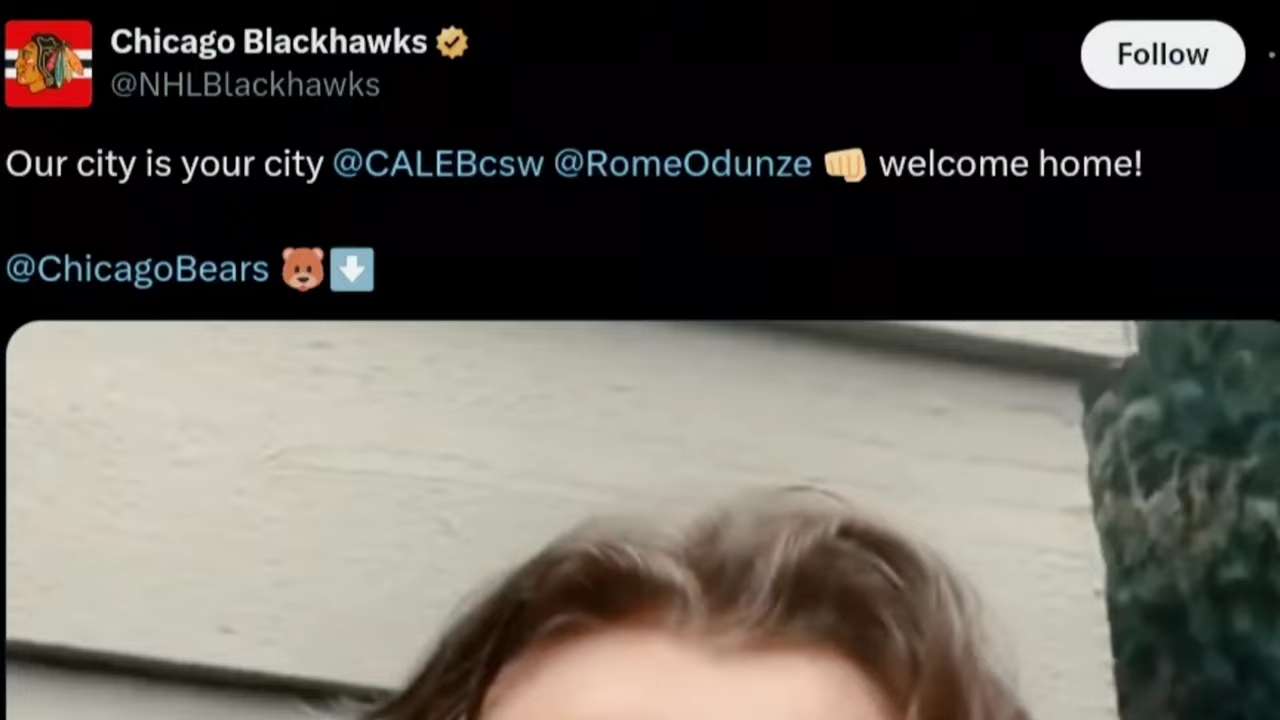 Chicago Blackhawks
@NHLBlackhawks
Follow
Our city is your city @CALEBcsw @RomeOdunze 👊🏼 welcome home!
@ChicagoBears 🐻⬇️